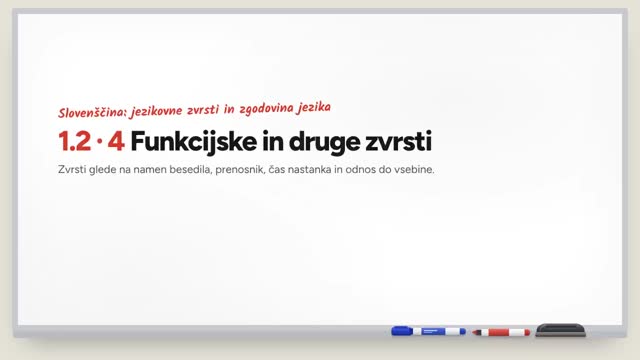 Slovenščina: jezikovne zvrsti in zgodovina jezika
1.2 · 4 Funkcijske in druge zvrsti
Zvrsti glede na namen besedila, prenosnik, čas nastanka in odnos do vsebine.